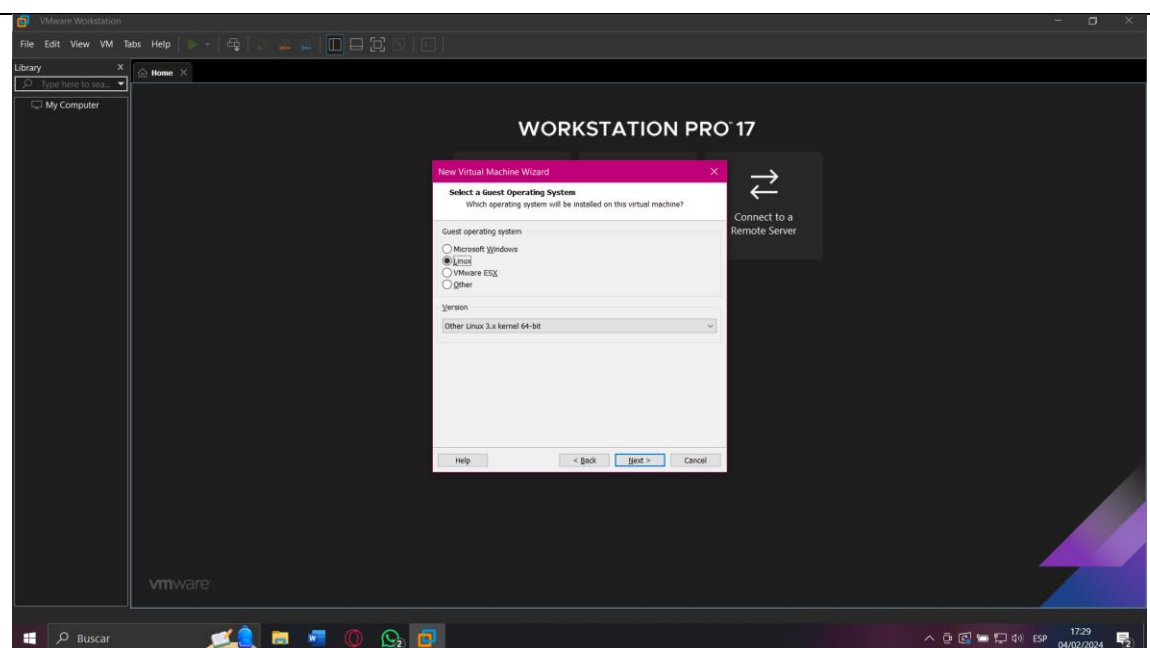 VMware Workstation
File Edit View VM Tabs Help
Library X
Home X
Type here to sea...
My Computer
WORKSTATION PRO™ 17
New Virtual Machine Wizard
Select a Guest Operating System
Which operating system will be installed on this virtual machine?
Guest operating system
Microsoft Windows
Linux
VMware ESX
Other
Version
Other Linux 3.x kernel 64-bit
Help < Back Next > Cancel
Connect to a
Remote Server
vmware
Buscar
2
ESP
17:29
04/02/2024
2